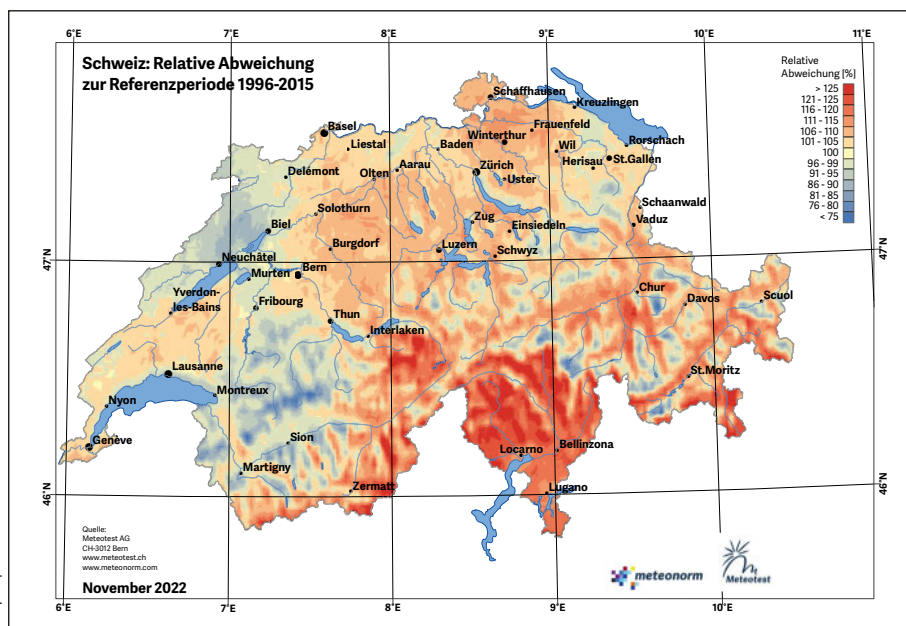 6°E 7°E 8°E 9°E 10°E 11°E
Schweiz: Relative Abweichung
zur Referenzperiode 1996-2015
Relative
Abweichung [%]
> 125
121 - 125
116 - 120
111 - 115
106 - 110
101 - 105
100
96 - 99
91 - 95
86 - 90
81 - 85
76 - 80
< 75
Schaffhausen
Kreuzlingen
Basel
Frauenfeld
Winterthur
Liestal
Baden
Wil
Rorschach
Aarau
Zürich
Herisau
St.Gallen
Delémont
Olten
Uster
Solothurn
Schaanwald
Zug
Vaduz
Biel
Einsiedeln
Burgdorf
Luzern
Schwyz
47°N
47°N
Neuchâtel
Bern
Murten
Chur
Yverdon-
les-Bains
Fribourg
Davos
Scuol
Thun
Interlaken
Lausanne
St.Moritz
Montreux
Nyon
Genève
Sion
Bellinzona
Locarno
Martigny
Zermatt
Lugano
46°N
46°N
Quelle:
Meteotest AG
CH-3012 Bern
www.meteotest.ch
www.meteonorm.com
November 2022
meteonorm
Meteotest
6°E 7°E 8°E 9°E 10°E